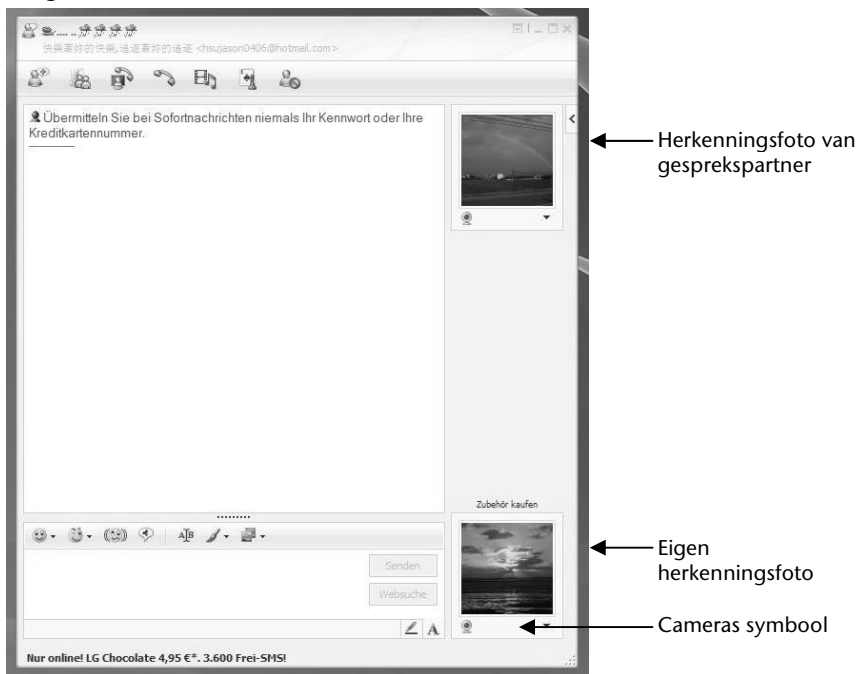 快樂著妳的快樂,追逐著妳的追逐 <hsujason0406@hotmail.com>
Übermitteln Sie bei Sofortnachrichten niemals Ihr Kennwort oder Ihre
Kreditkartennummer.
Herkenningsfoto van
gesprekspartner
Zubehör kaufen
Senden
Websuche
A
Eigen
herkenningsfoto
Cameras symbool
Nur online! LG Chocolate 4,95 €*. 3.600 Frei-SMS!